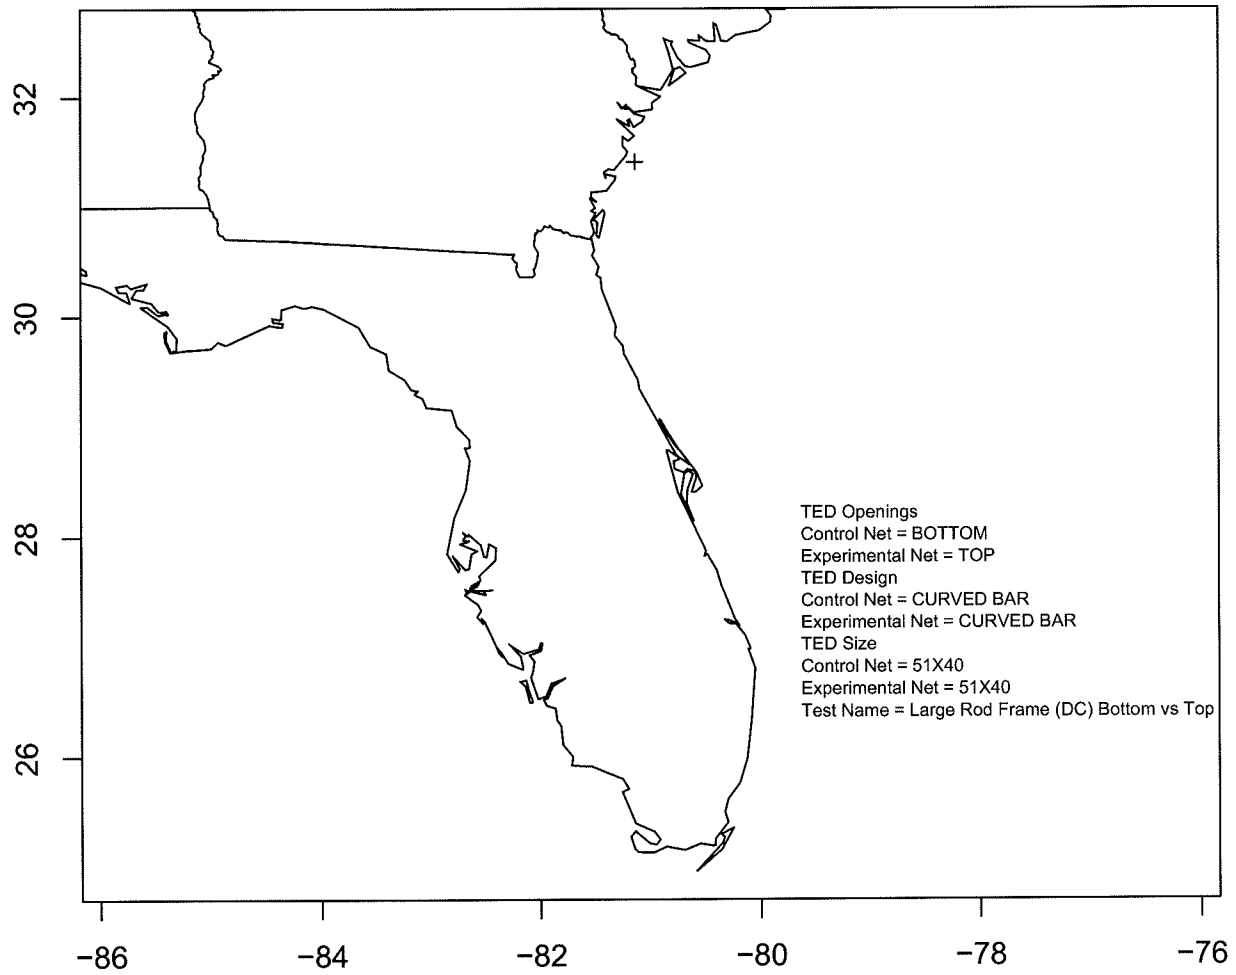 32
30
28
26
TED Openings
Control Net = BOTTOM
Experimental Net = TOP
TED Design
Control Net = CURVED BAR
Experimental Net = CURVED BAR
TED Size
Control Net = 51X40
Experimental Net = 51X40
Test Name = Large Rod Frame (DC) Bottom vs Top
−86 −84 −82 −80 −78 −76